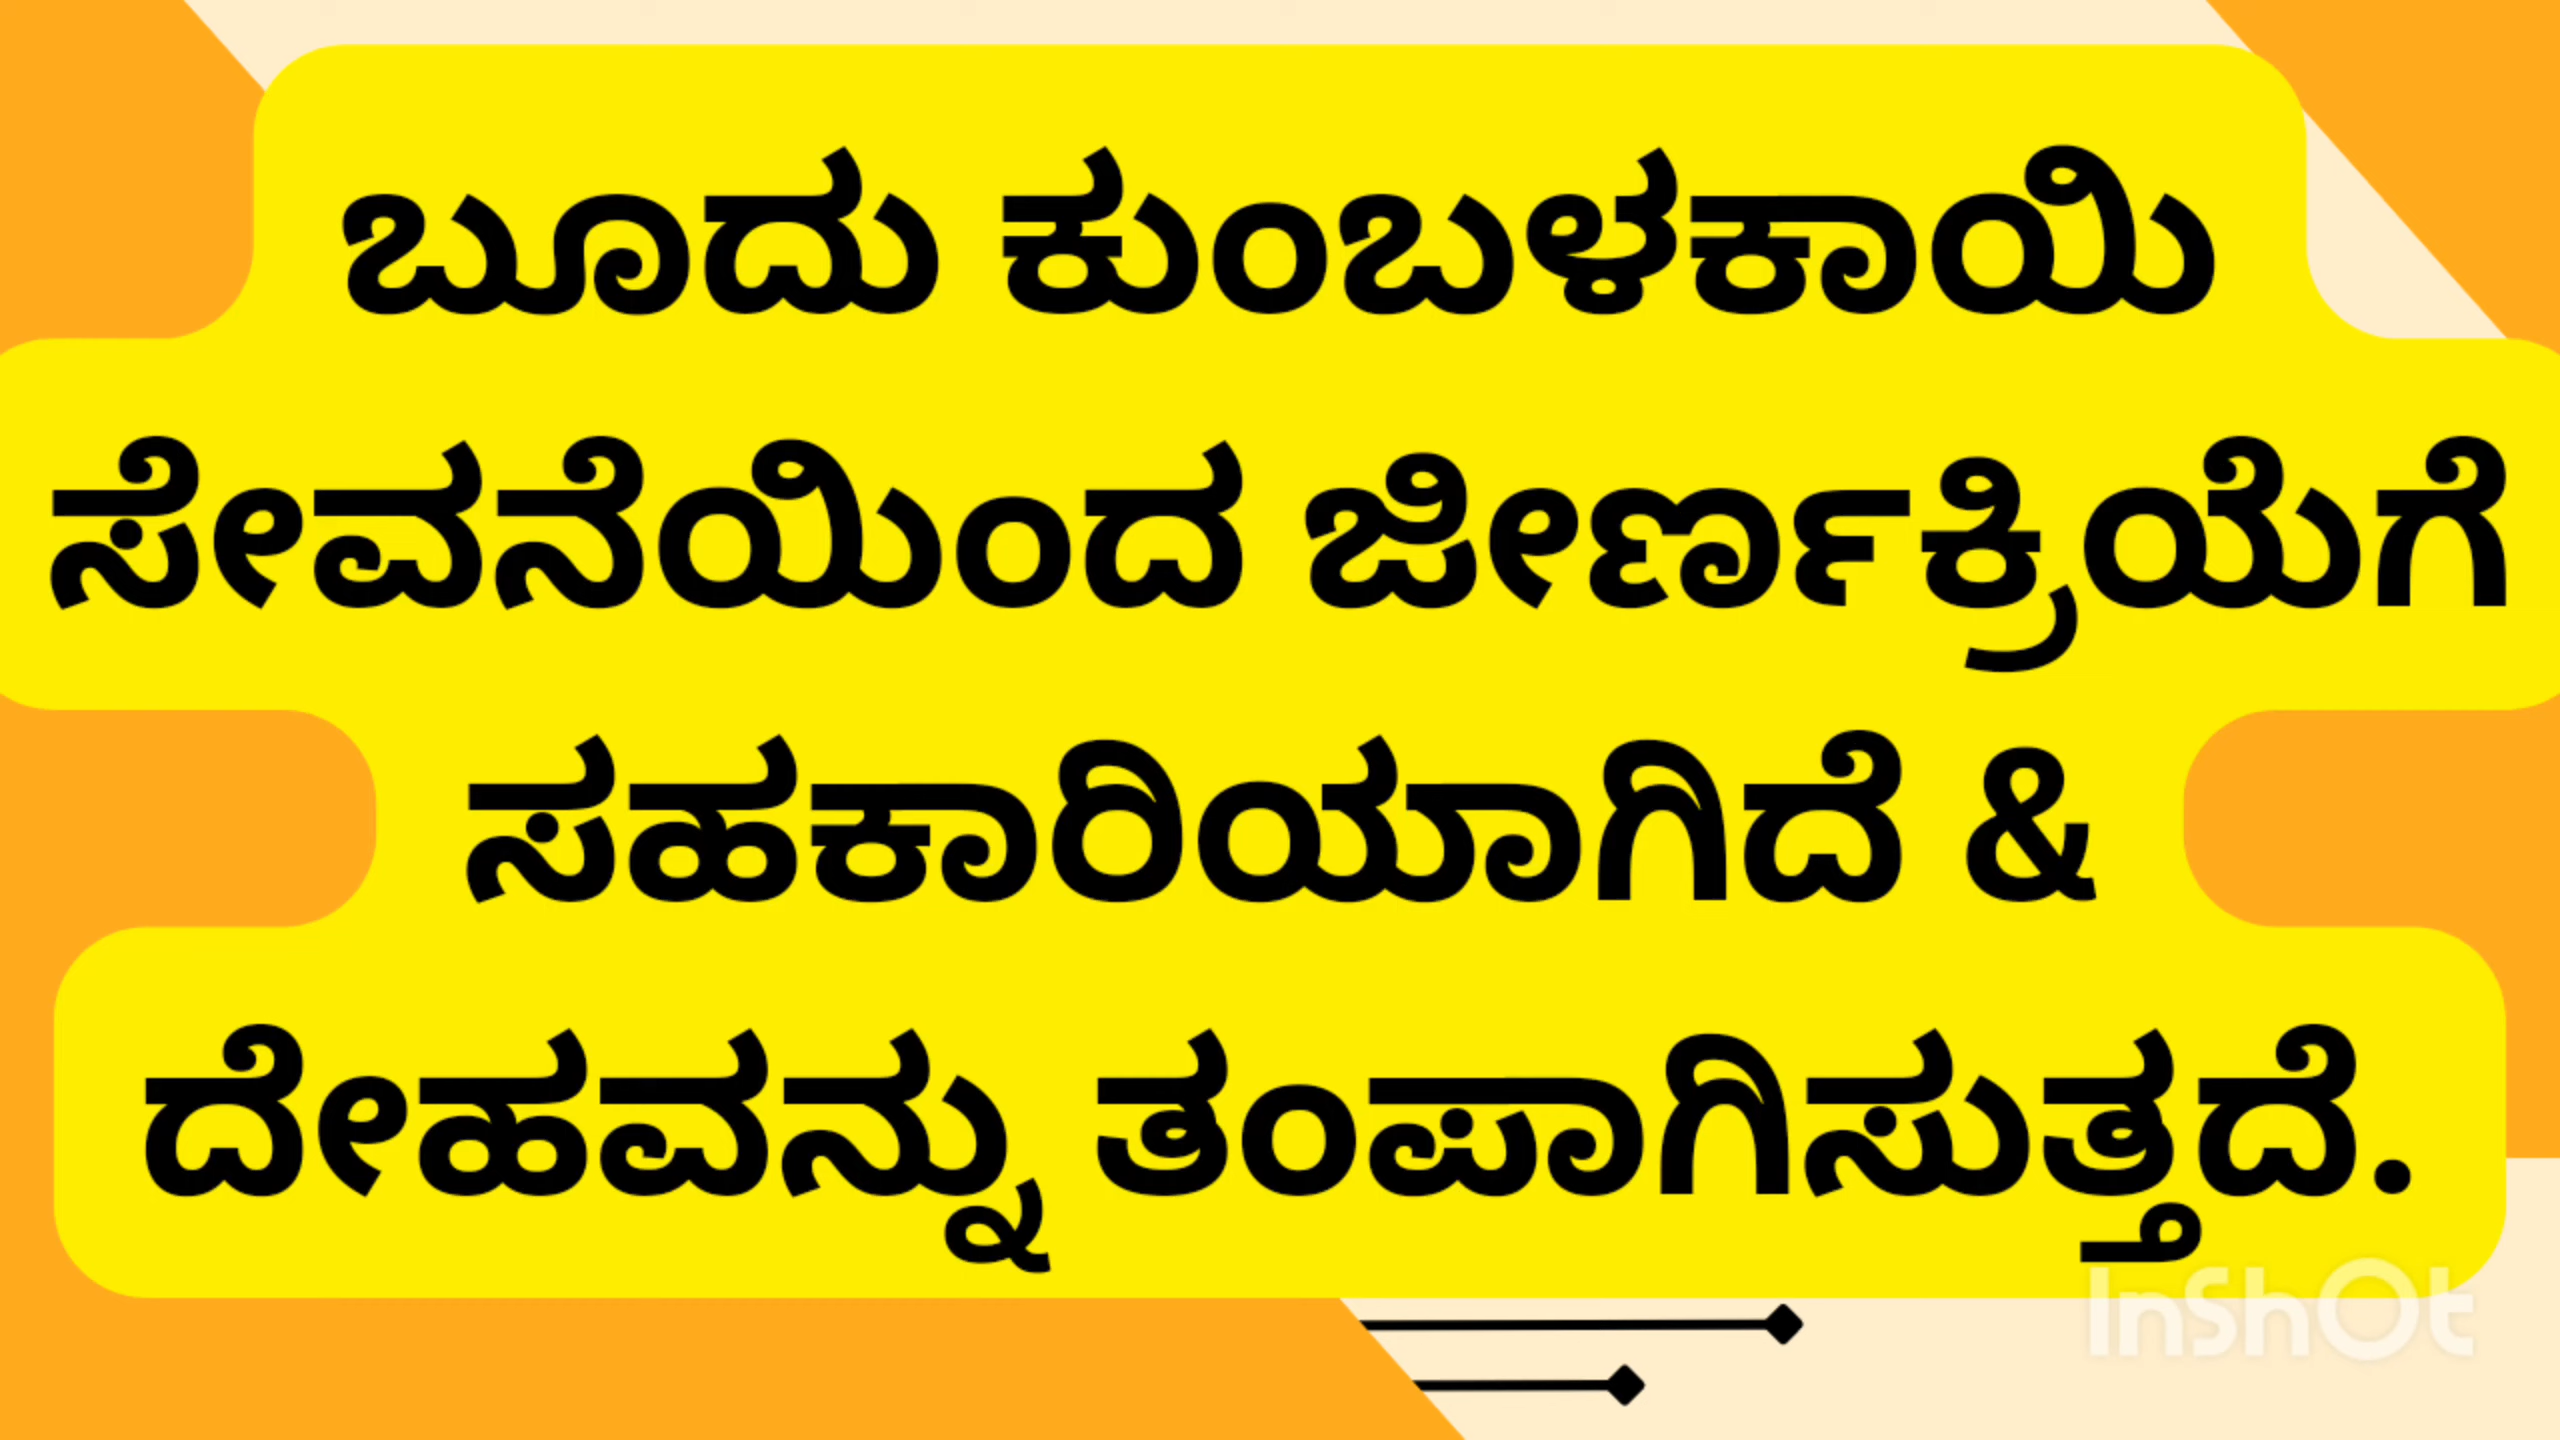 ಬೂದು ಕುಂಬಳಕಾಯಿ
ಸೇವನೆಯಿಂದ ಜೀರ್ಣಕ್ರಿಯೆಗೆ
ಸಹಕಾರಿಯಾಗಿದೆ &
ದೇಹವನ್ನು ತಂಪಾಗಿಸುತ್ತದೆ.
InShOt